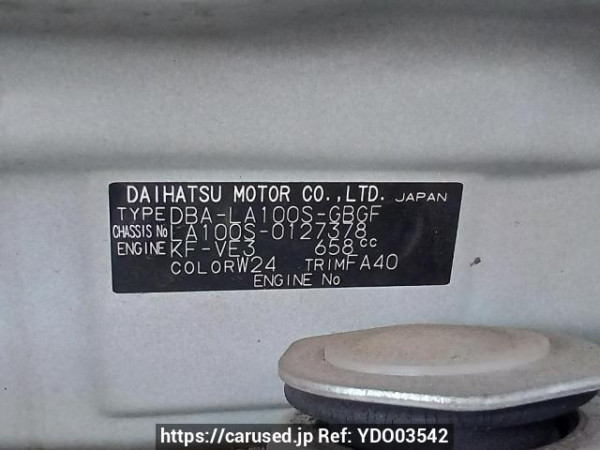 DAIHATSU MOTOR CO.,LTD. JAPAN
TYPE DBA-LA100S-GBGF
CHASSIS No LA100S-0127378
ENGINE KF-VE3 658CC
COLOR W24 TRIM FA40
ENGINE No
https://carused.jp Ref: YDO03542